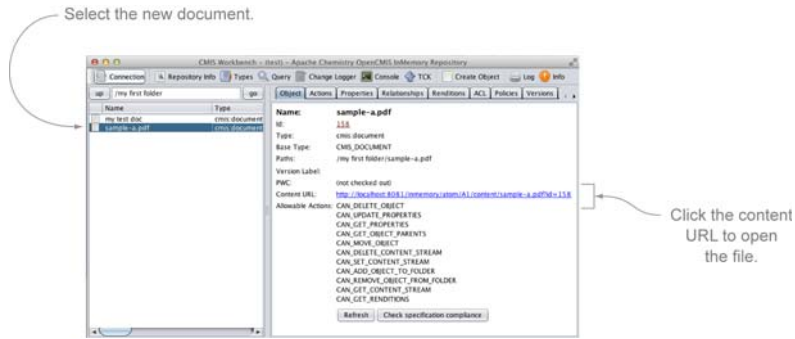 Select the new document.
CMIS Workbench - (test) - Apache Chemistry OpenCMIS InMemory Repository
Connection Repository Info Types Query Change Logger Console TCK Create Object Log Info
up /my first folder go
Object Actions Properties Relationships Renditions ACL Policies Versions
Name Type
my test doc cmis:document
sample-a.pdf cmis:document
Name: sample-a.pdf
Id: 158
Type: cmis:document
Base Type: CMIS_DOCUMENT
Paths: /my first folder/sample-a.pdf
Version Label:
PWC: (not checked out)
Content URL: http://localhost:8081/inmemory/atom/A1/content/sample-a.pdf?id=158
Allowable Actions: CAN_DELETE_OBJECT
CAN_UPDATE_PROPERTIES
CAN_GET_PROPERTIES
CAN_GET_OBJECT_PARENTS
CAN_MOVE_OBJECT
CAN_DELETE_CONTENT_STREAM
CAN_SET_CONTENT_STREAM
CAN_ADD_OBJECT_TO_FOLDER
CAN_REMOVE_OBJECT_FROM_FOLDER
CAN_GET_CONTENT_STREAM
CAN_GET_RENDITIONS
Refresh Check specification compliance
Click the content
URL to open
the file.